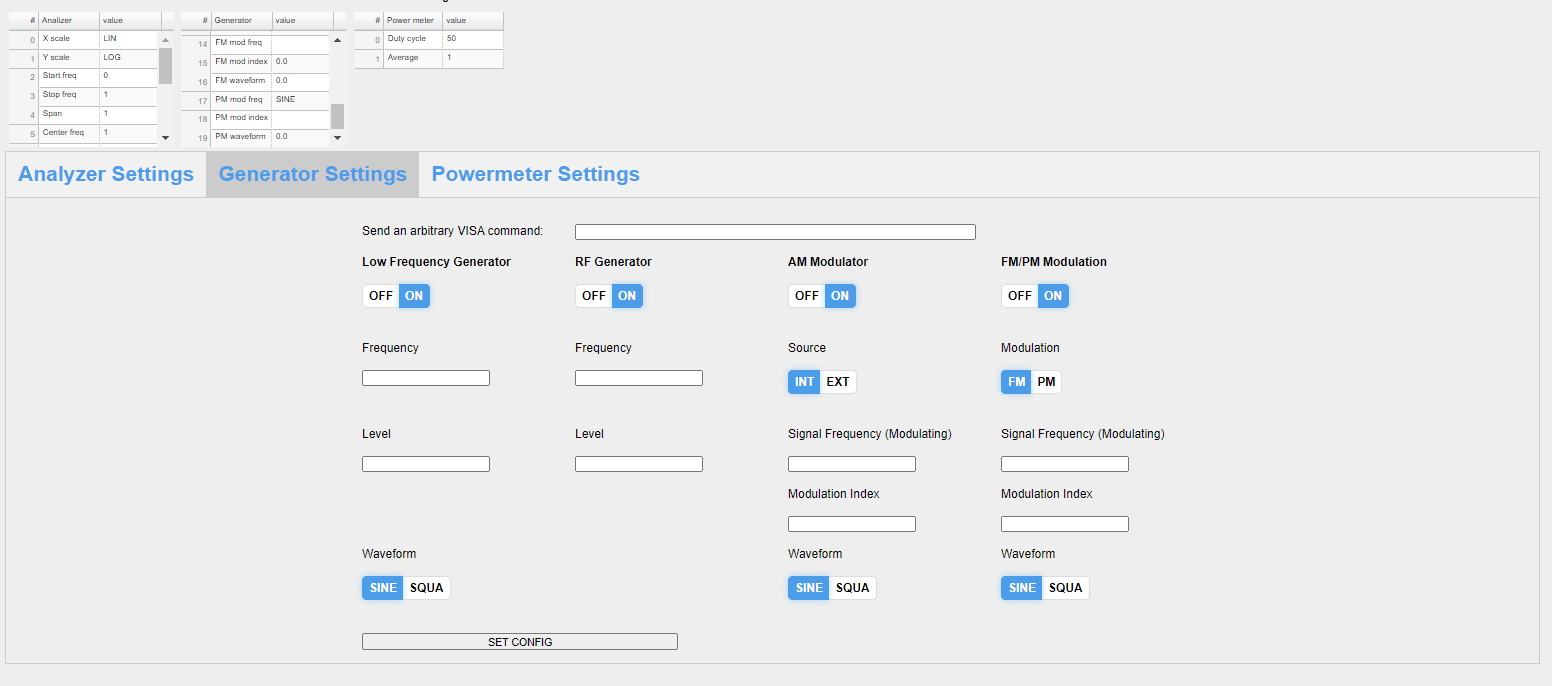 # Analizer value
0 X scale LIN
1 Y scale LOG
2 Start freq 0
3 Stop freq 1
4 Span 1
5 Center freq 1
# Generator value
14 FM mod freq
15 FM mod index 0.0
16 FM waveform 0.0
17 PM mod freq SINE
18 PM mod index
19 PM waveform 0.0
# Power meter value
0 Duty cycle 50
1 Average 1
Analyzer Settings Generator Settings Powermeter Settings
Send an arbitrary VISA command:
Low Frequency Generator RF Generator AM Modulator FM/PM Modulation
OFF ON OFF ON OFF ON OFF ON
Frequency Frequency Source Modulation
INT EXT FM PM
Level Level Signal Frequency (Modulating) Signal Frequency (Modulating)
Modulation Index Modulation Index
Waveform Waveform Waveform
SINE SQUA SINE SQUA SINE SQUA
SET CONFIG